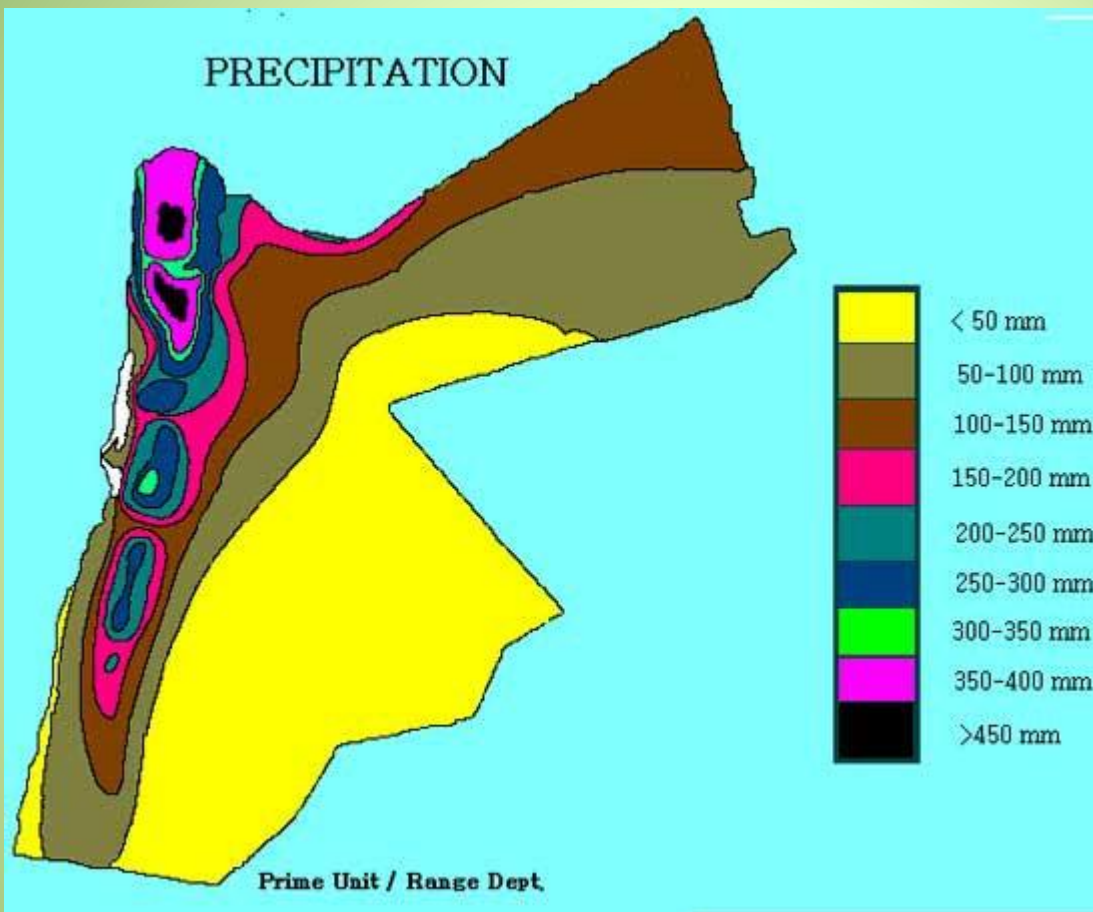 PRECIPITATION
< 50 mm
50-100 mm
100-150 mm
150-200 mm
200-250 mm
250-300 mm
300-350 mm
350-400 mm
>450 mm
Prime Unit / Range Dept.